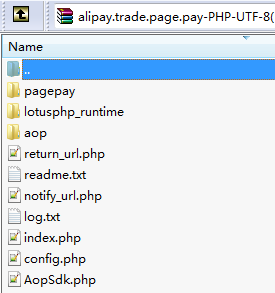 alipay.trade.page.pay-PHP-UTF-8(
Name
..
pagepay
lotusphp_runtime
aop
return_url.php
readme.txt
notify_url.php
log.txt
index.php
config.php
AopSdk.php